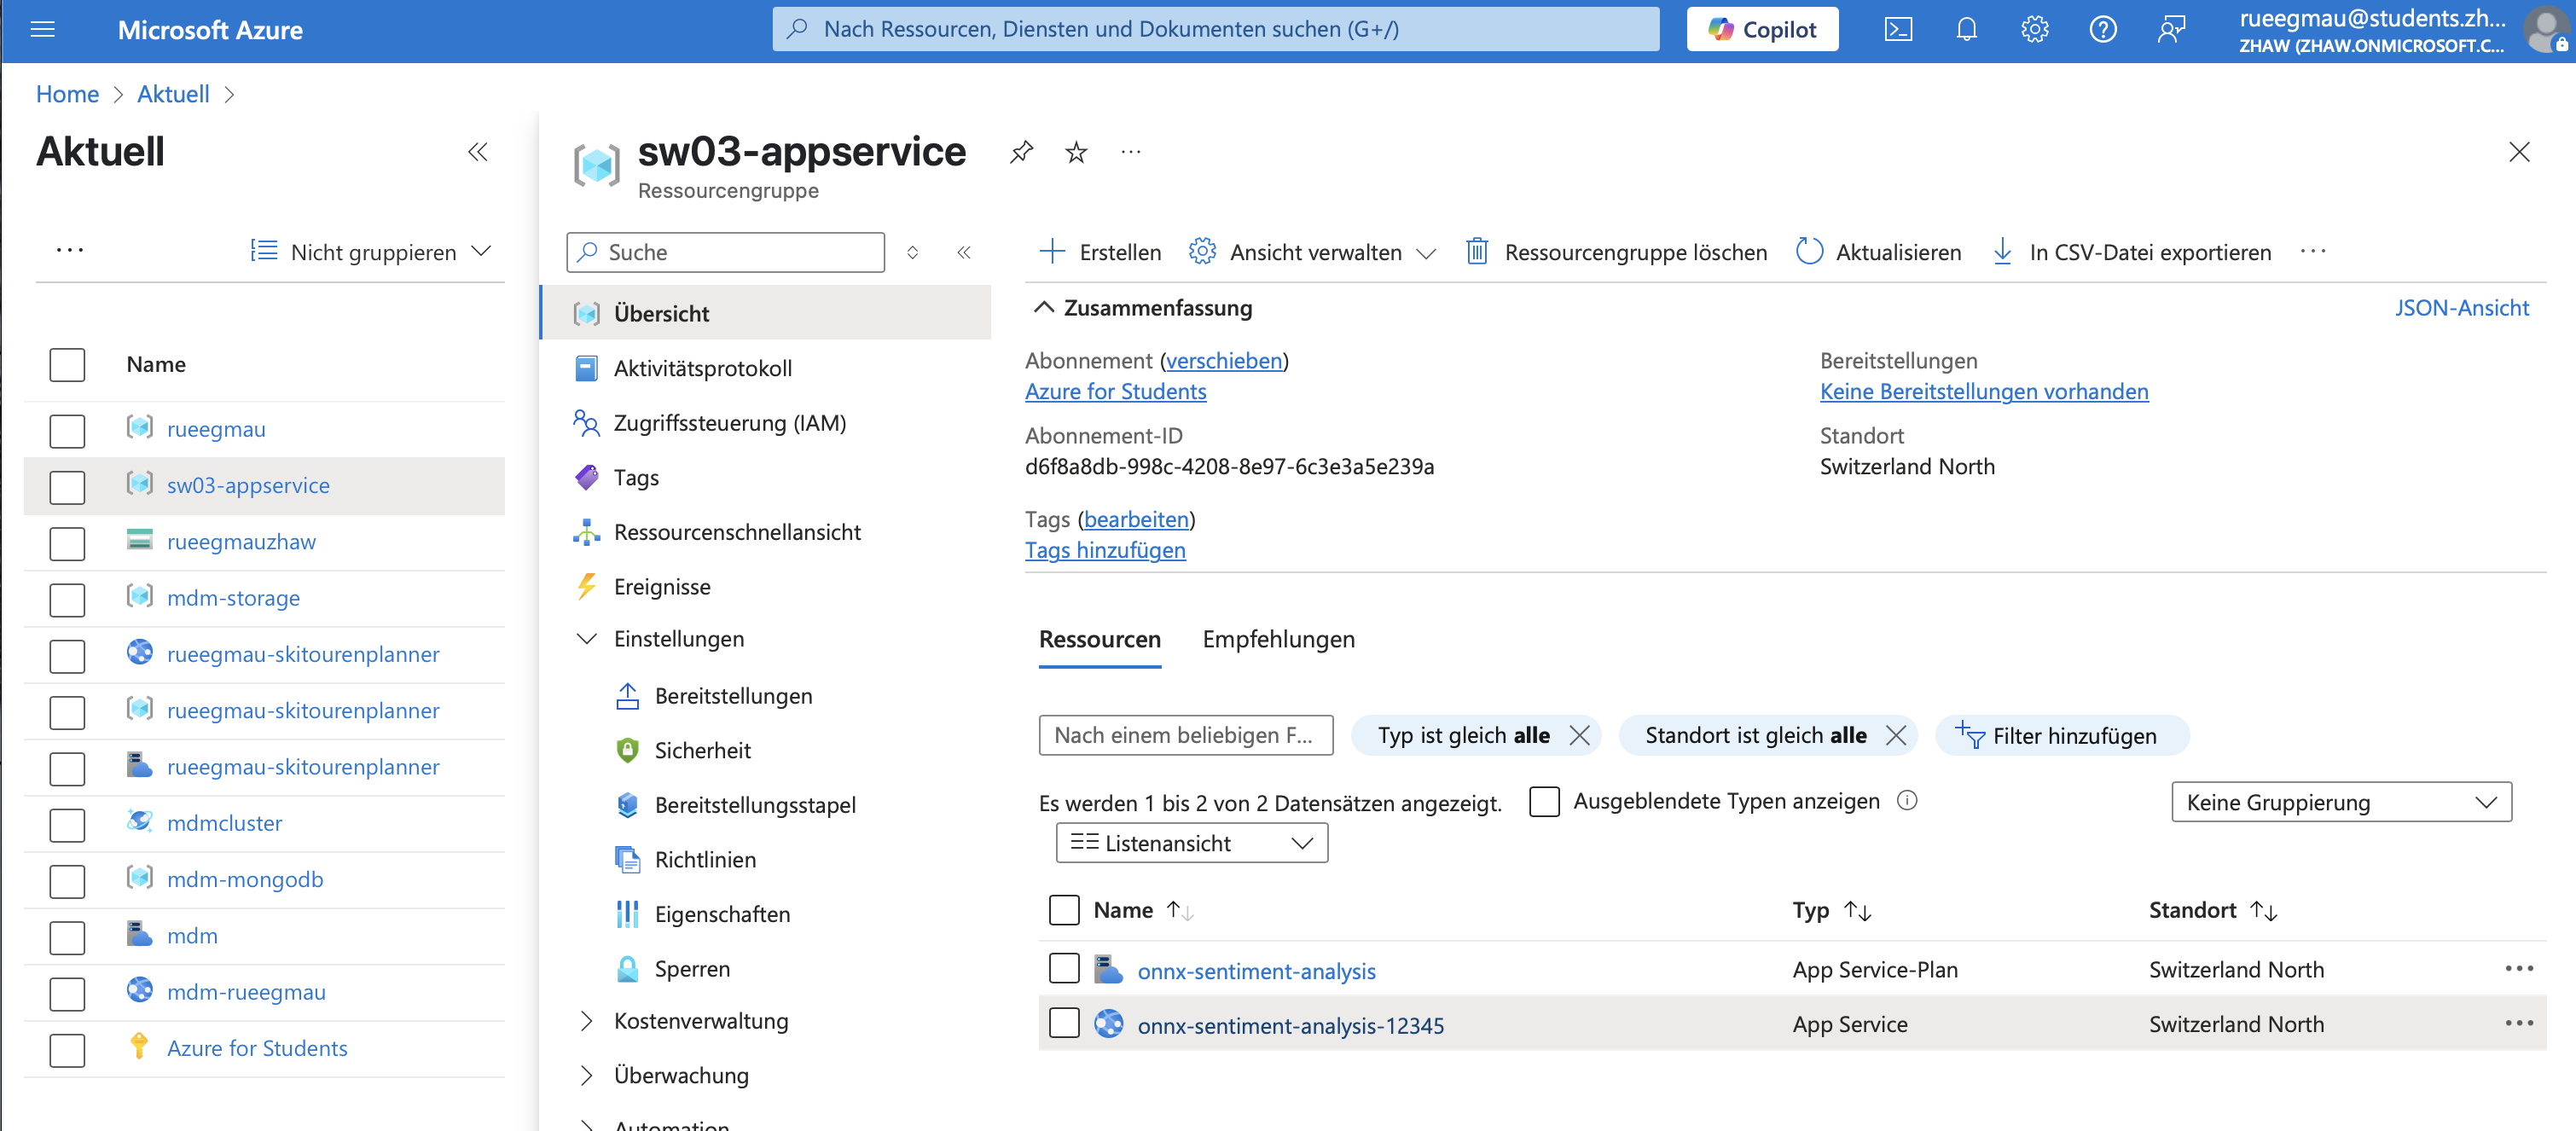 Microsoft Azure
Nach Ressourcen, Diensten und Dokumenten suchen (G+/)
Copilot
rueegmau@students.zh...
ZHAW (ZHAW.ONMICROSOFT.C...
Home > Aktuell >
Aktuell
Nicht gruppieren
Name
rueegmau
sw03-appservice
rueegmauzhaw
mdm-storage
rueegmau-skitourenplanner
rueegmau-skitourenplanner
rueegmau-skitourenplanner
mdmcluster
mdm-mongodb
mdm
mdm-rueegmau
Azure for Students
sw03-appservice
Ressourcengruppe
Suche
Übersicht
Aktivitätsprotokoll
Zugriffssteuerung (IAM)
Tags
Ressourcenschnellansicht
Ereignisse
Einstellungen
Bereitstellungen
Sicherheit
Bereitstellungsstapel
Richtlinien
Eigenschaften
Sperren
Kostenverwaltung
Überwachung
Automation
Erstellen Ansicht verwalten Ressourcengruppe löschen Aktualisieren In CSV-Datei exportieren
Zusammenfassung
JSON-Ansicht
Abonnement (verschieben)
Azure for Students
Abonnement-ID
d6f8a8db-998c-4208-8e97-6c3e3a5e239a
Tags (bearbeiten)
Tags hinzufügen
Bereitstellungen
Keine Bereitstellungen vorhanden
Standort
Switzerland North
Ressourcen Empfehlungen
Nach einem beliebigen F... Typ ist gleich alle Standort ist gleich alle Filter hinzufügen
Es werden 1 bis 2 von 2 Datensätzen angezeigt. Ausgeblendete Typen anzeigen
Keine Gruppierung
Listenansicht
Name Typ Standort
onnx-sentiment-analysis App Service-Plan Switzerland North
onnx-sentiment-analysis-12345 App Service Switzerland North